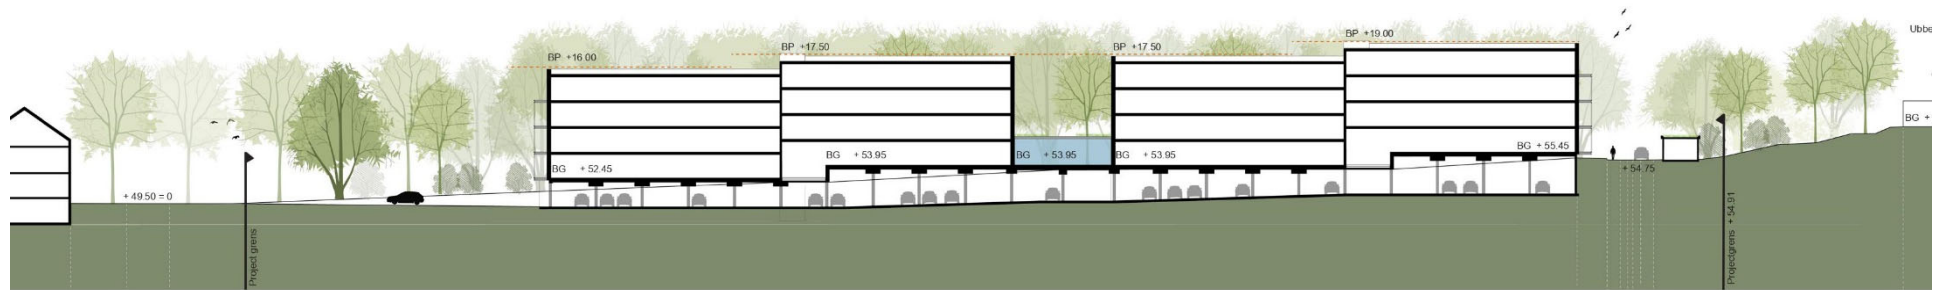 Ubbe
BP +19.00
BP +17.50
BP +17.50
BP +16.00
BG +
BG + 55.45
BG + 53.95
BG + 53.95
BG + 53.95
BG + 52.45
+ 54.75
+ 49.50 = 0
Project grens
Projectgrens + 54.91